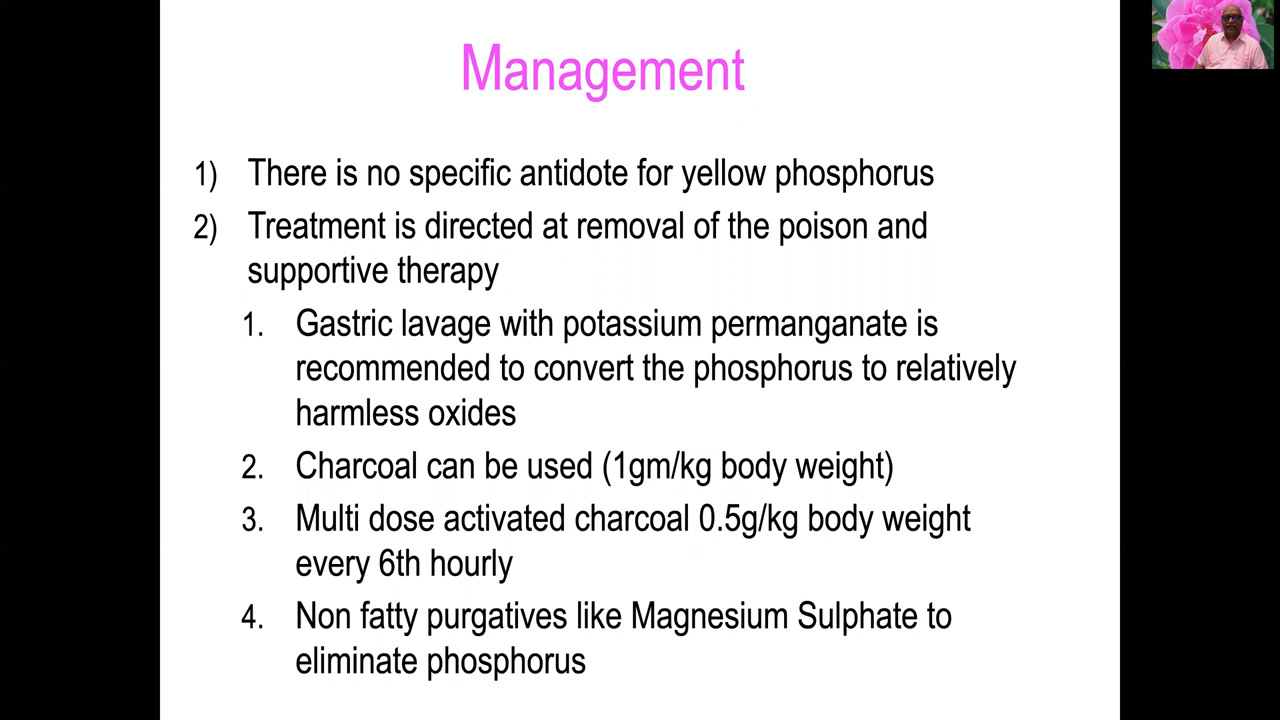 Management
1) There is no specific antidote for yellow phosphorus
2) Treatment is directed at removal of the poison and
supportive therapy
1. Gastric lavage with potassium permanganate is
recommended to convert the phosphorus to relatively
harmless oxides
2. Charcoal can be used (1gm/kg body weight)
3. Multi dose activated charcoal 0.5g/kg body weight
every 6th hourly
4. Non fatty purgatives like Magnesium Sulphate to
eliminate phosphorus